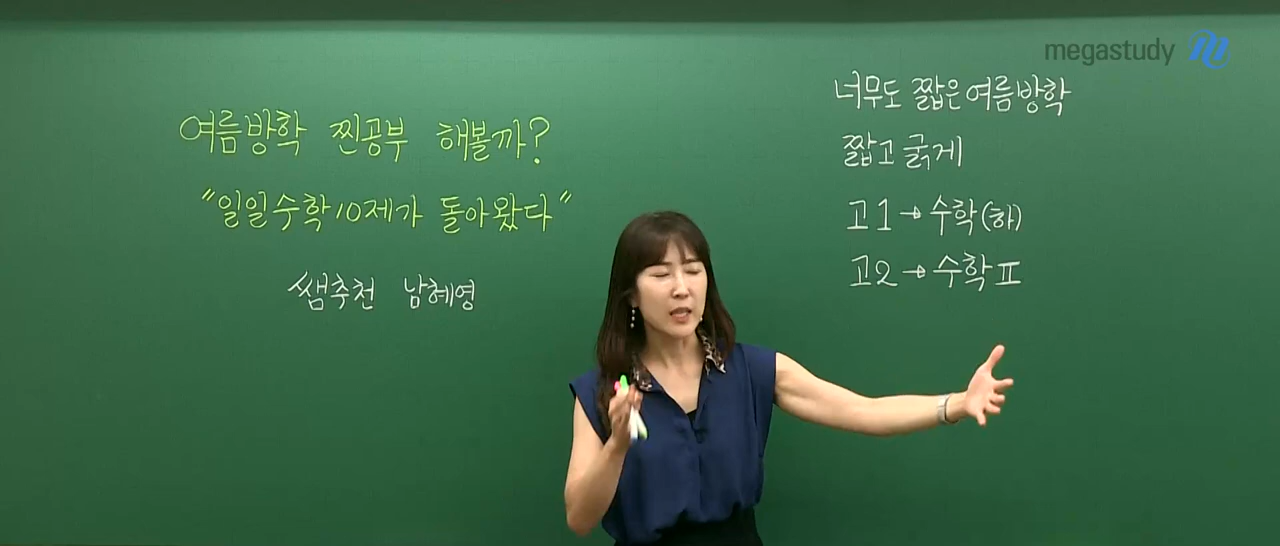 megastudy
여름방학 찐공부 해볼까?
"일일수학10제가 돌아왔다"
쌤추천 남혜영
너무도 짧은 여름방학
짧고 굵게
고1→수학(하)
고2→수학Ⅱ